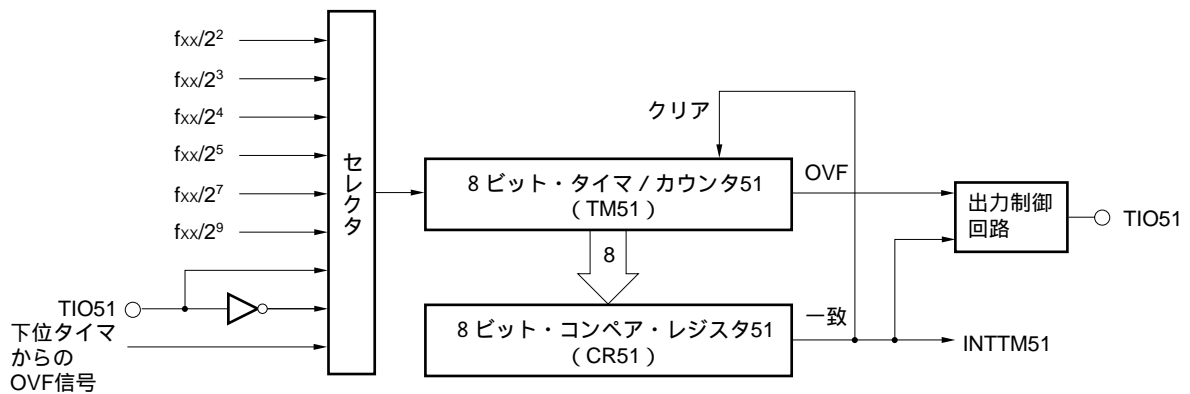 fxx/2²
fxx/2³
fxx/2⁴
fxx/2⁵
fxx/2⁷
fxx/2⁹
TIO51
下位タイマ
からの
OVF信号
セレクタ
クリア
8 ビット・タイマ / カウンタ51
( TM51 )
8
8 ビット・コンペア・レジスタ51
( CR51 )
OVF
一致
出力制御
回路
TIO51
INTTM51